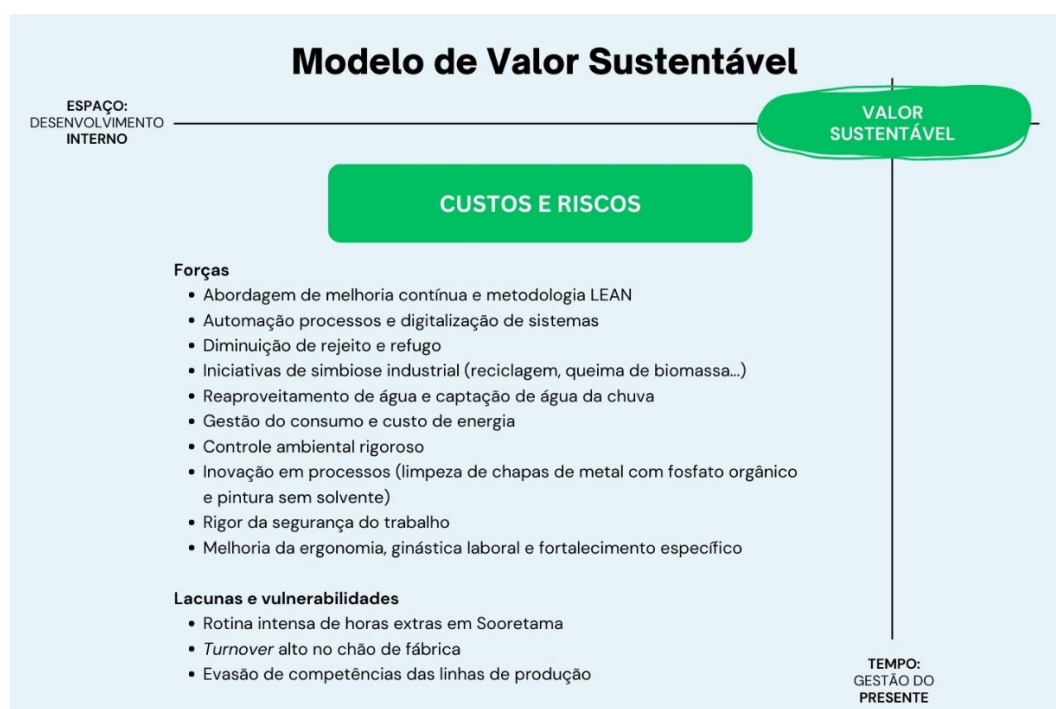 Modelo de Valor Sustentável
ESPAÇO:
DESENVOLVIMENTO
INTERNO
VALOR
SUSTENTÁVEL
CUSTOS E RISCOS
Forças
• Abordagem de melhoria contínua e metodologia LEAN
• Automação processos e digitalização de sistemas
• Diminuição de rejeito e refugo
• Iniciativas de simbiose industrial (reciclagem, queima de biomassa...)
• Reaproveitamento de água e captação de água da chuva
• Gestão do consumo e custo de energia
• Controle ambiental rigoroso
• Inovação em processos (limpeza de chapas de metal com fosfato orgânico
e pintura sem solvente)
• Rigor da segurança do trabalho
• Melhoria da ergonomia, ginástica laboral e fortalecimento específico
Lacunas e vulnerabilidades
• Rotina intensa de horas extras em Sooretama
• Turnover alto no chão de fábrica
• Evasão de competências das linhas de produção
TEMPO:
GESTÃO DO
PRESENTE